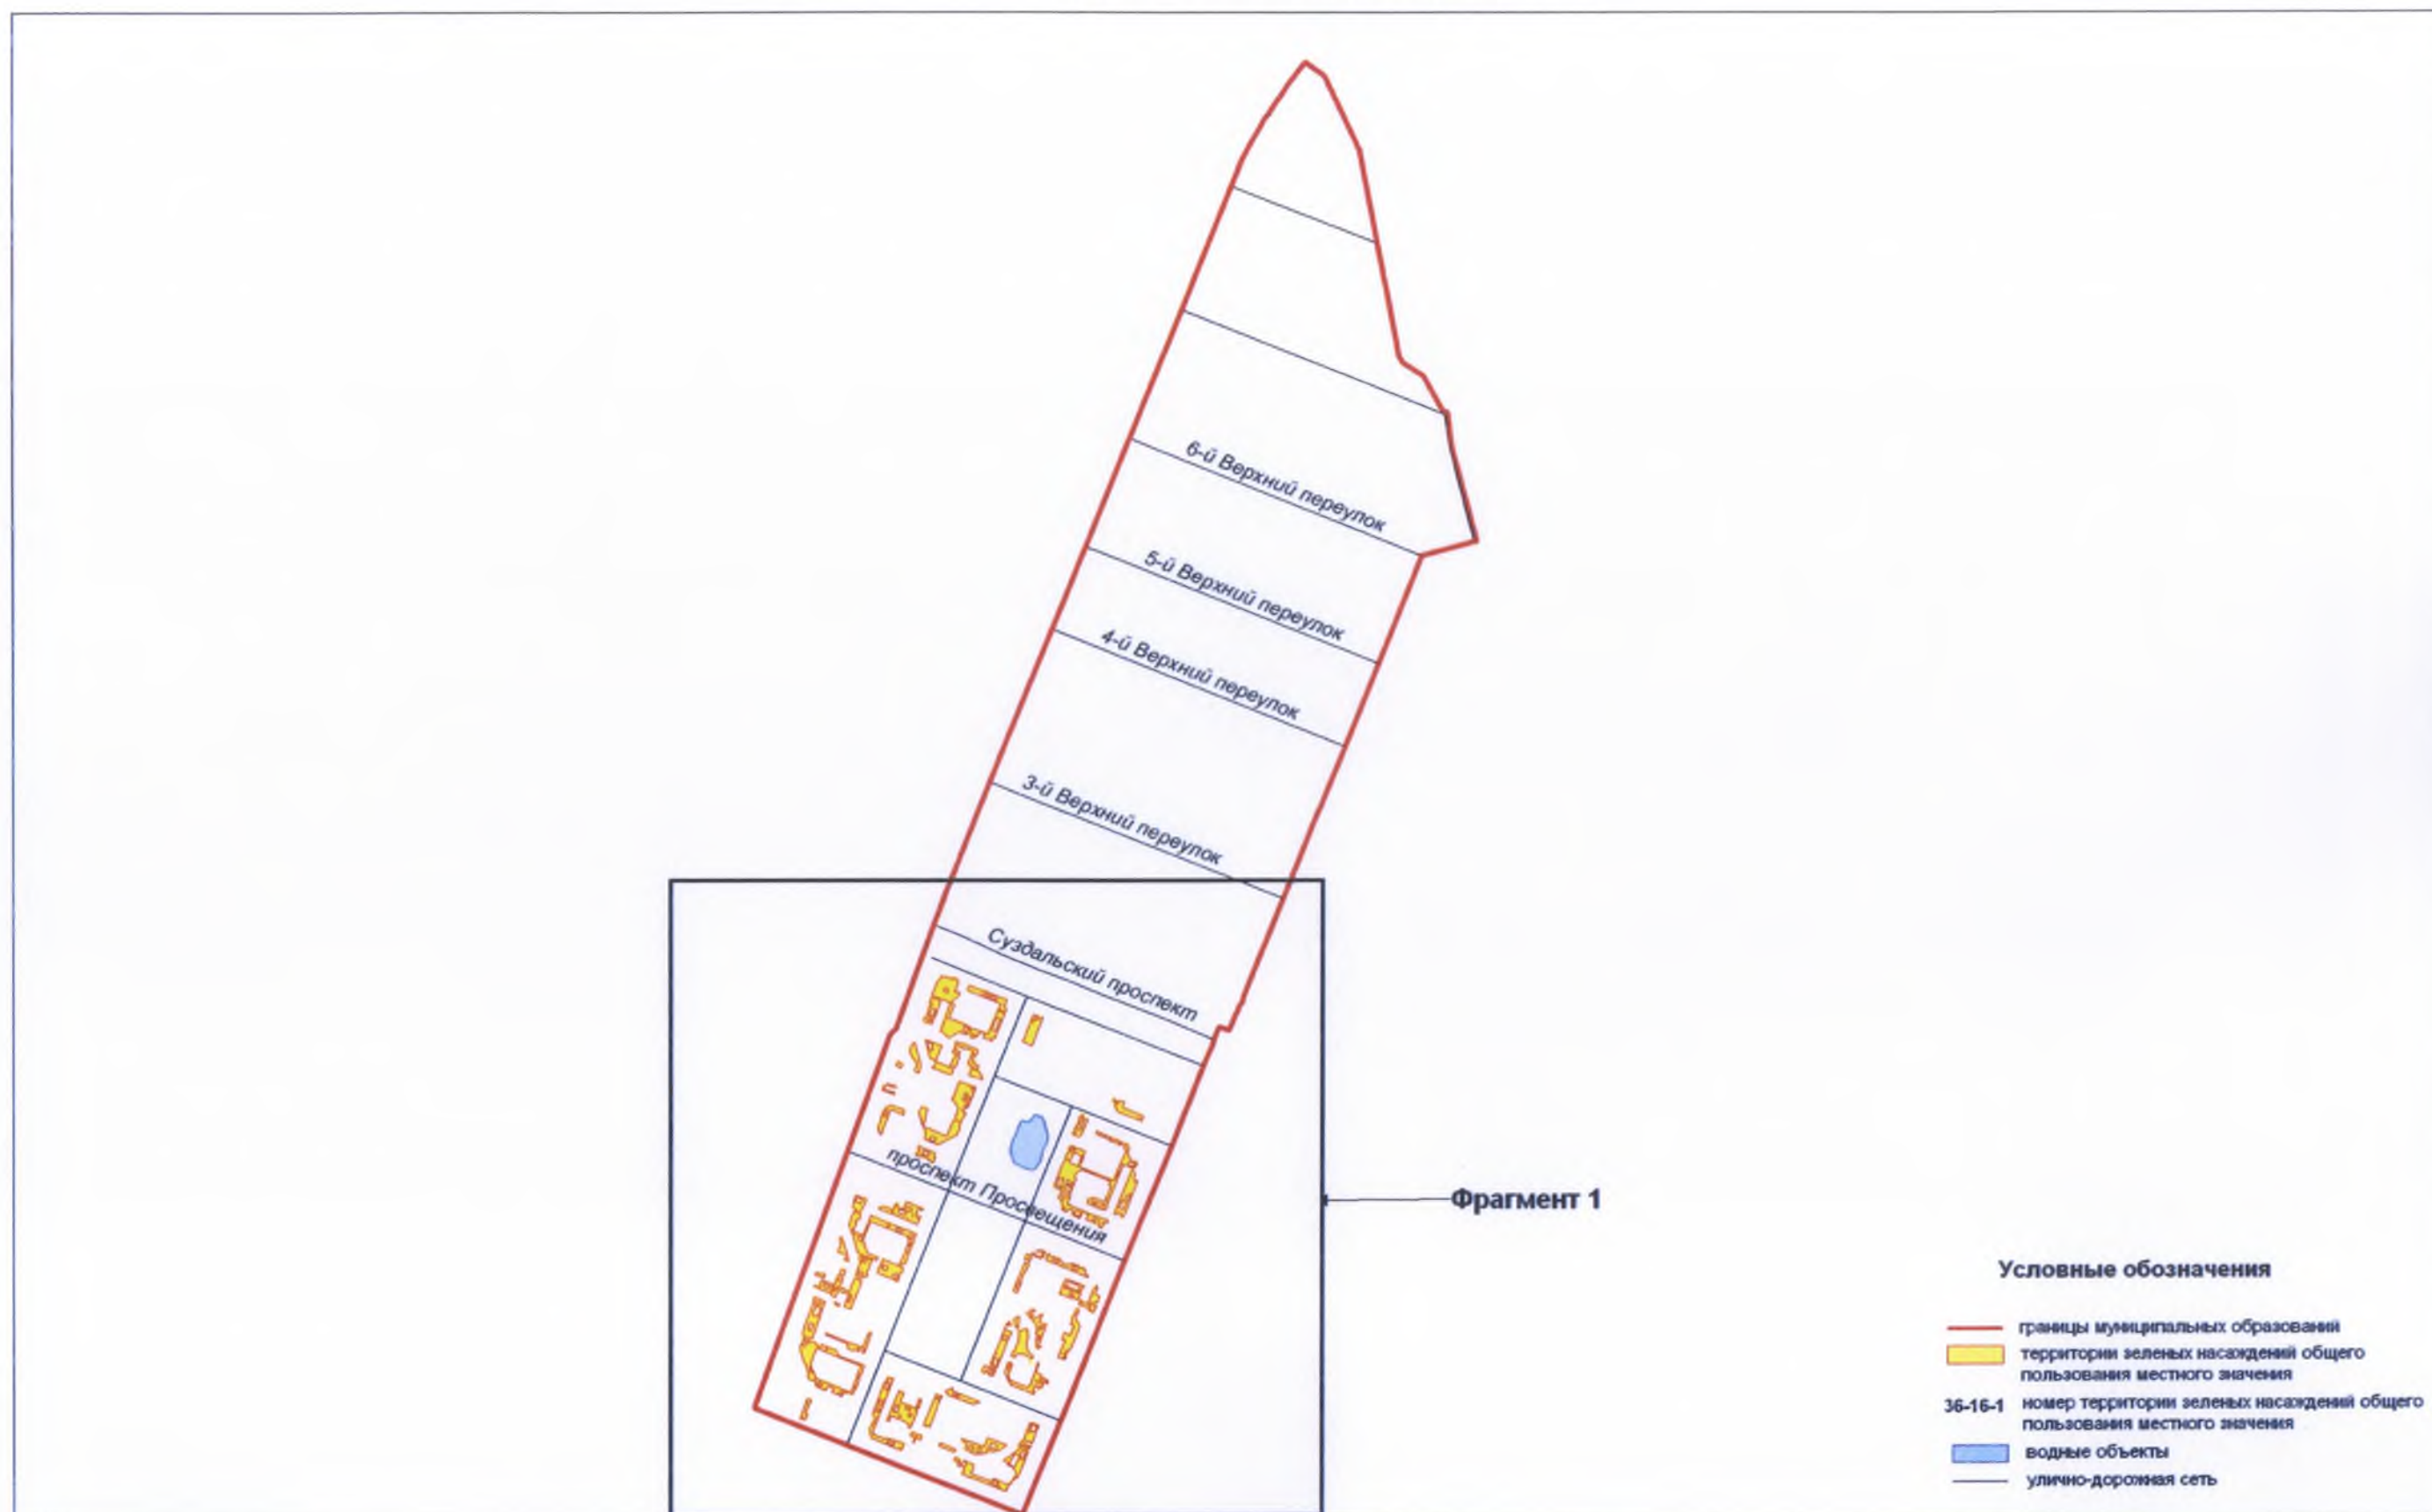 6-й Верхний переулок
5-й Верхний переулок
4-й Верхний переулок
3-й Верхний переулок
Суздальский проспект
проспект Просвещения
Фрагмент 1
Условные обозначения
границы муниципальных образований
территории зеленых насаждений общего
пользования местного значения
36-16-1 номер территории зеленых насаждений общего
пользования местного значения
водные объекты
улично-дорожная сеть